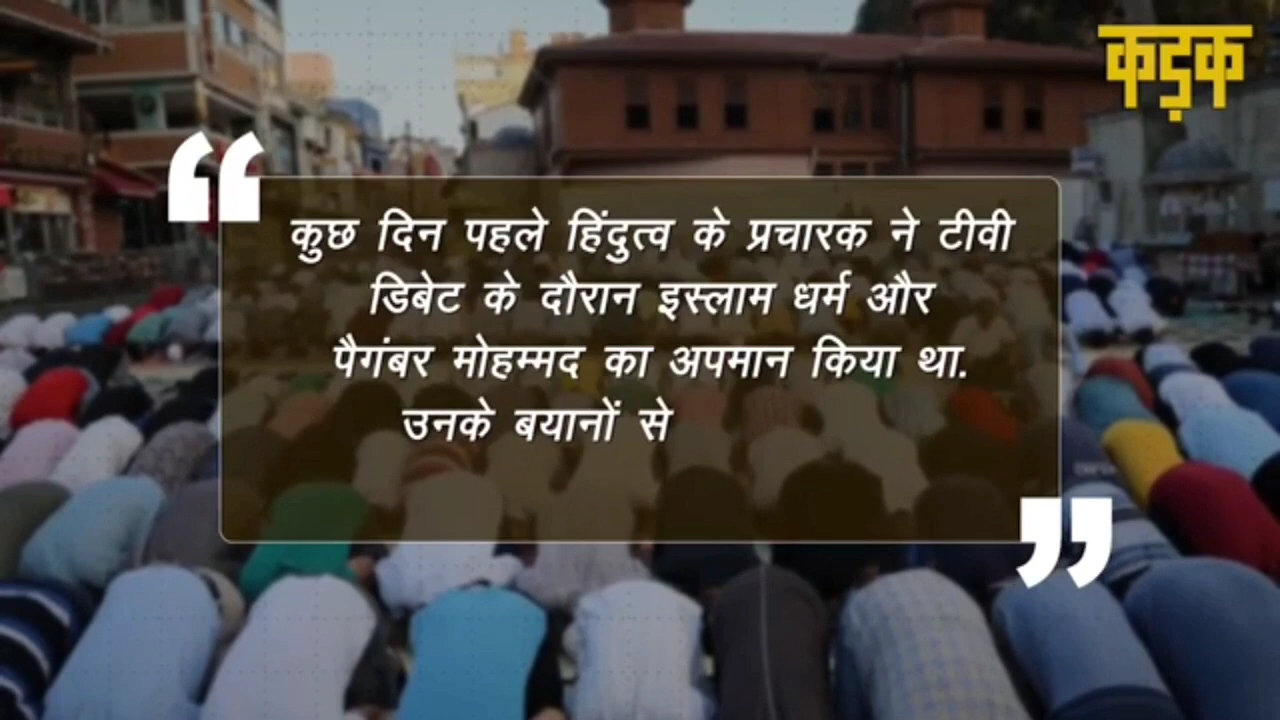 कड़क
कुछ दिन पहले हिंदुत्व के प्रचारक ने टीवी
डिबेट के दौरान इस्लाम धर्म और
पैगंबर मोहम्मद का अपमान किया था.
उनके बयानों से